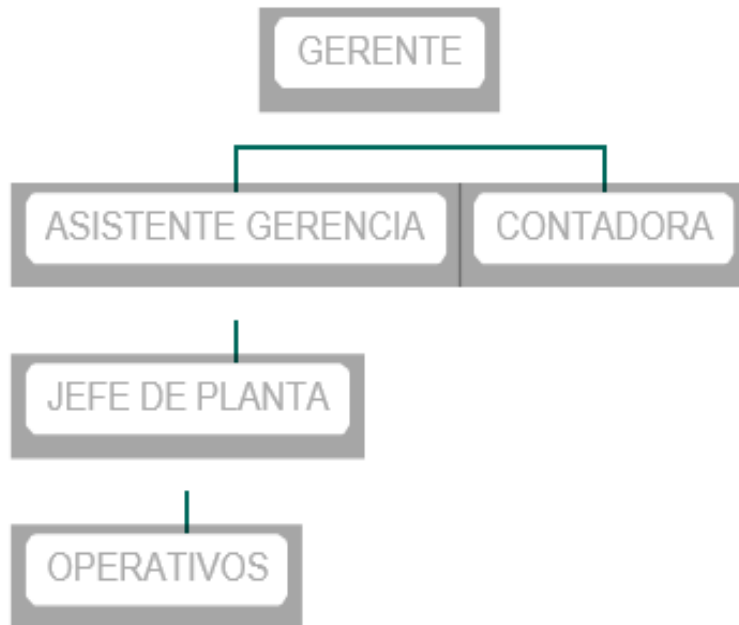 GERENTE
ASISTENTE GERENCIA
CONTADORA
JEFE DE PLANTA
OPERATIVOS